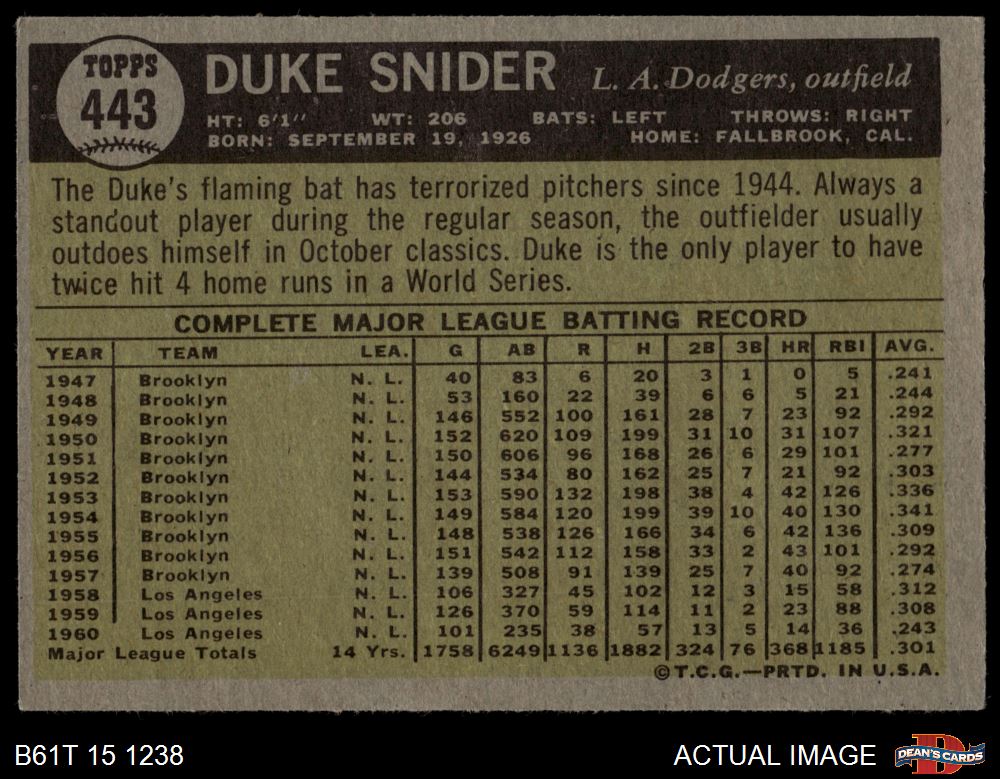 TOPPS
443
DUKE SNIDER L. A. Dodgers, outfield
HT: 6'1'' WT: 206 BATS: LEFT THROWS: RIGHT
BORN: SEPTEMBER 19, 1926 HOME: FALLBROOK, CAL.
The Duke's flaming bat has terrorized pitchers since 1944. Always a
standout player during the regular season, the outfielder usually
outdoes himself in October classics. Duke is the only player to have
twice hit 4 home runs in a World Series.
COMPLETE MAJOR LEAGUE BATTING RECORD
YEAR TEAM LEA. G AB R H 2B 3B HR RBI AVG.
1947 Brooklyn N. L. 40 83 6 20 3 1 0 5 .241
1948 Brooklyn N. L. 53 160 22 39 6 6 5 21 .244
1949 Brooklyn N. L. 146 552 100 161 28 7 23 92 .292
1950 Brooklyn N. L. 152 620 109 199 31 10 31 107 .321
1951 Brooklyn N. L. 150 606 96 168 26 6 29 101 .277
1952 Brooklyn N. L. 144 534 80 162 25 7 21 92 .303
1953 Brooklyn N. L. 153 590 132 198 38 4 42 126 .336
1954 Brooklyn N. L. 149 584 120 199 39 10 40 130 .341
1955 Brooklyn N. L. 148 538 126 166 34 6 42 136 .309
1956 Brooklyn N. L. 151 542 112 158 33 2 43 101 .292
1957 Brooklyn N. L. 139 508 91 139 25 7 40 92 .274
1958 Los Angeles N. L. 106 327 45 102 12 3 15 58 .312
1959 Los Angeles N. L. 126 370 59 114 11 2 23 88 .308
1960 Los Angeles N. L. 101 235 38 57 13 5 14 36 .243
Major League Totals 14 Yrs. 1758 6249 1136 1882 324 76 368 1185 .301
©T.C.G.—PRTD. IN U.S.A.
B61T 15 1238 ACTUAL IMAGE DEAN'S CARDS